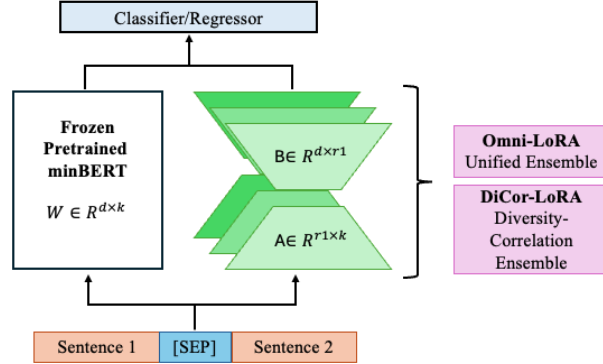 Classifier/Regressor
Frozen
Pretrained
minBERT
W ∈ R^{d×k}
B∈ R^{d×r1}
A∈ R^{r1×k}
Omni-LoRA
Unified Ensemble
DiCor-LoRA
Diversity-
Correlation
Ensemble
Sentence 1 [SEP] Sentence 2